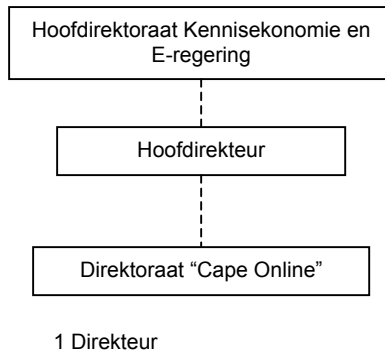 Hoofdirektoraat Kennisekonomie en
E-regering
Hoofdirekteur
Direktoraat “Cape Online”
1 Direkteur